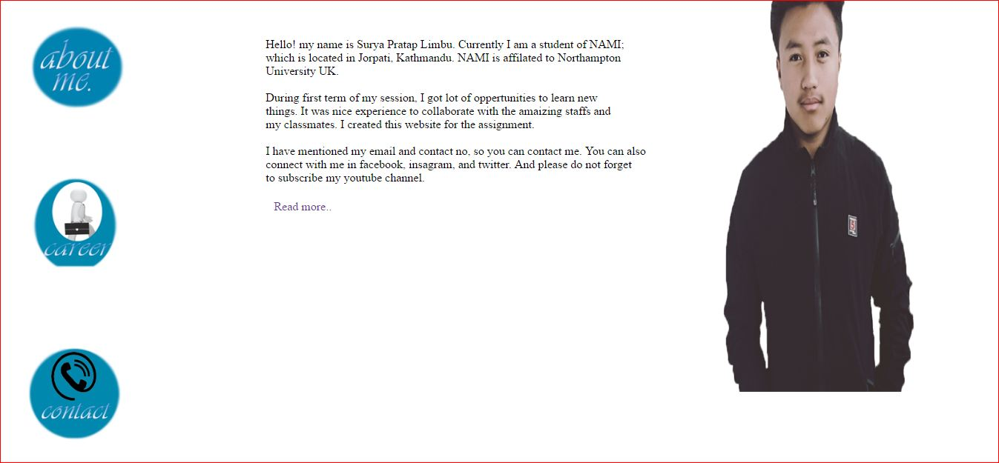 about
me.
Hello! my name is Surya Pratap Limbu. Currently I am a student of NAMI;
which is located in Jorpati, Kathmandu. NAMI is affilated to Northampton
University UK.
During first term of my session, I got lot of oppertunities to learn new
things. It was nice experience to collaborate with the amaizing staffs and
my classmates. I created this website for the assignment.
I have mentioned my email and contact no, so you can contact me. You can also
connect with me in facebook, insagram, and twitter. And please do not forget
to subscribe my youtube channel.
Read more..
career
contact
5